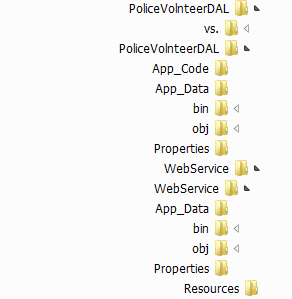 PoliceVolnteerDAL
vs.
PoliceVolnteerDAL
App_Code
App_Data
bin
obj
Properties
WebService
WebService
App_Data
bin
obj
Properties
Resources